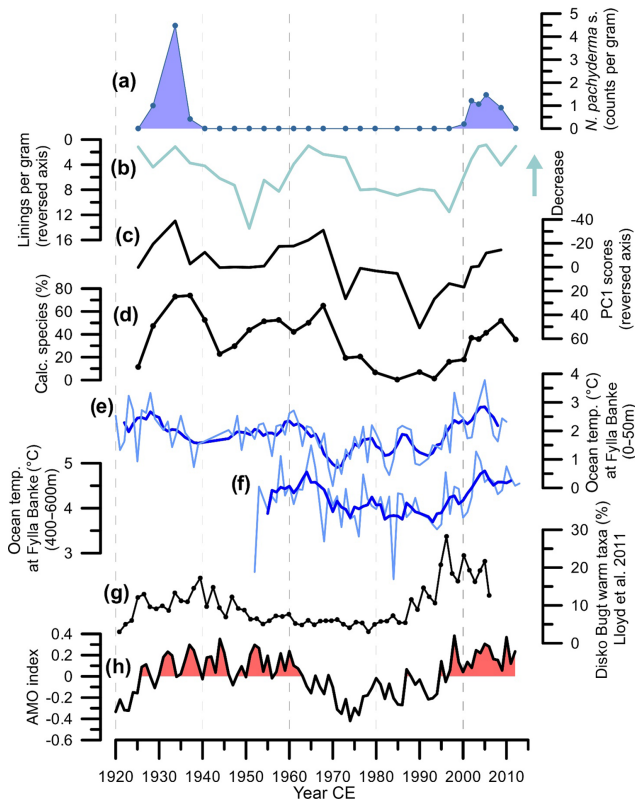 (a)
5
4
3
2
1
0
N. pachyderma s.
(counts per gram)
(b)
0
4
8
12
16
Linings per gram
(reversed axis)
Decrease
(c)
-40
-20
0
20
40
60
PC1 scores
(reversed axis)
(d)
80
60
40
20
0
Calc. species (%)
(e)
4
3
2
1
0
Ocean temp. (°C)
at Fylla Banke
(0–50m)
(f)
5
4
3
Ocean temp.
at Fylla Banke (°C)
(400–600m)
(g)
30
20
10
0
Disko Bugt warm taxa (%)
Lloyd et al. 2011
(h)
0.4
0.2
0
-0.2
-0.4
-0.6
AMO index
1920 1930 1940 1950 1960 1970 1980 1990 2000 2010
Year CE